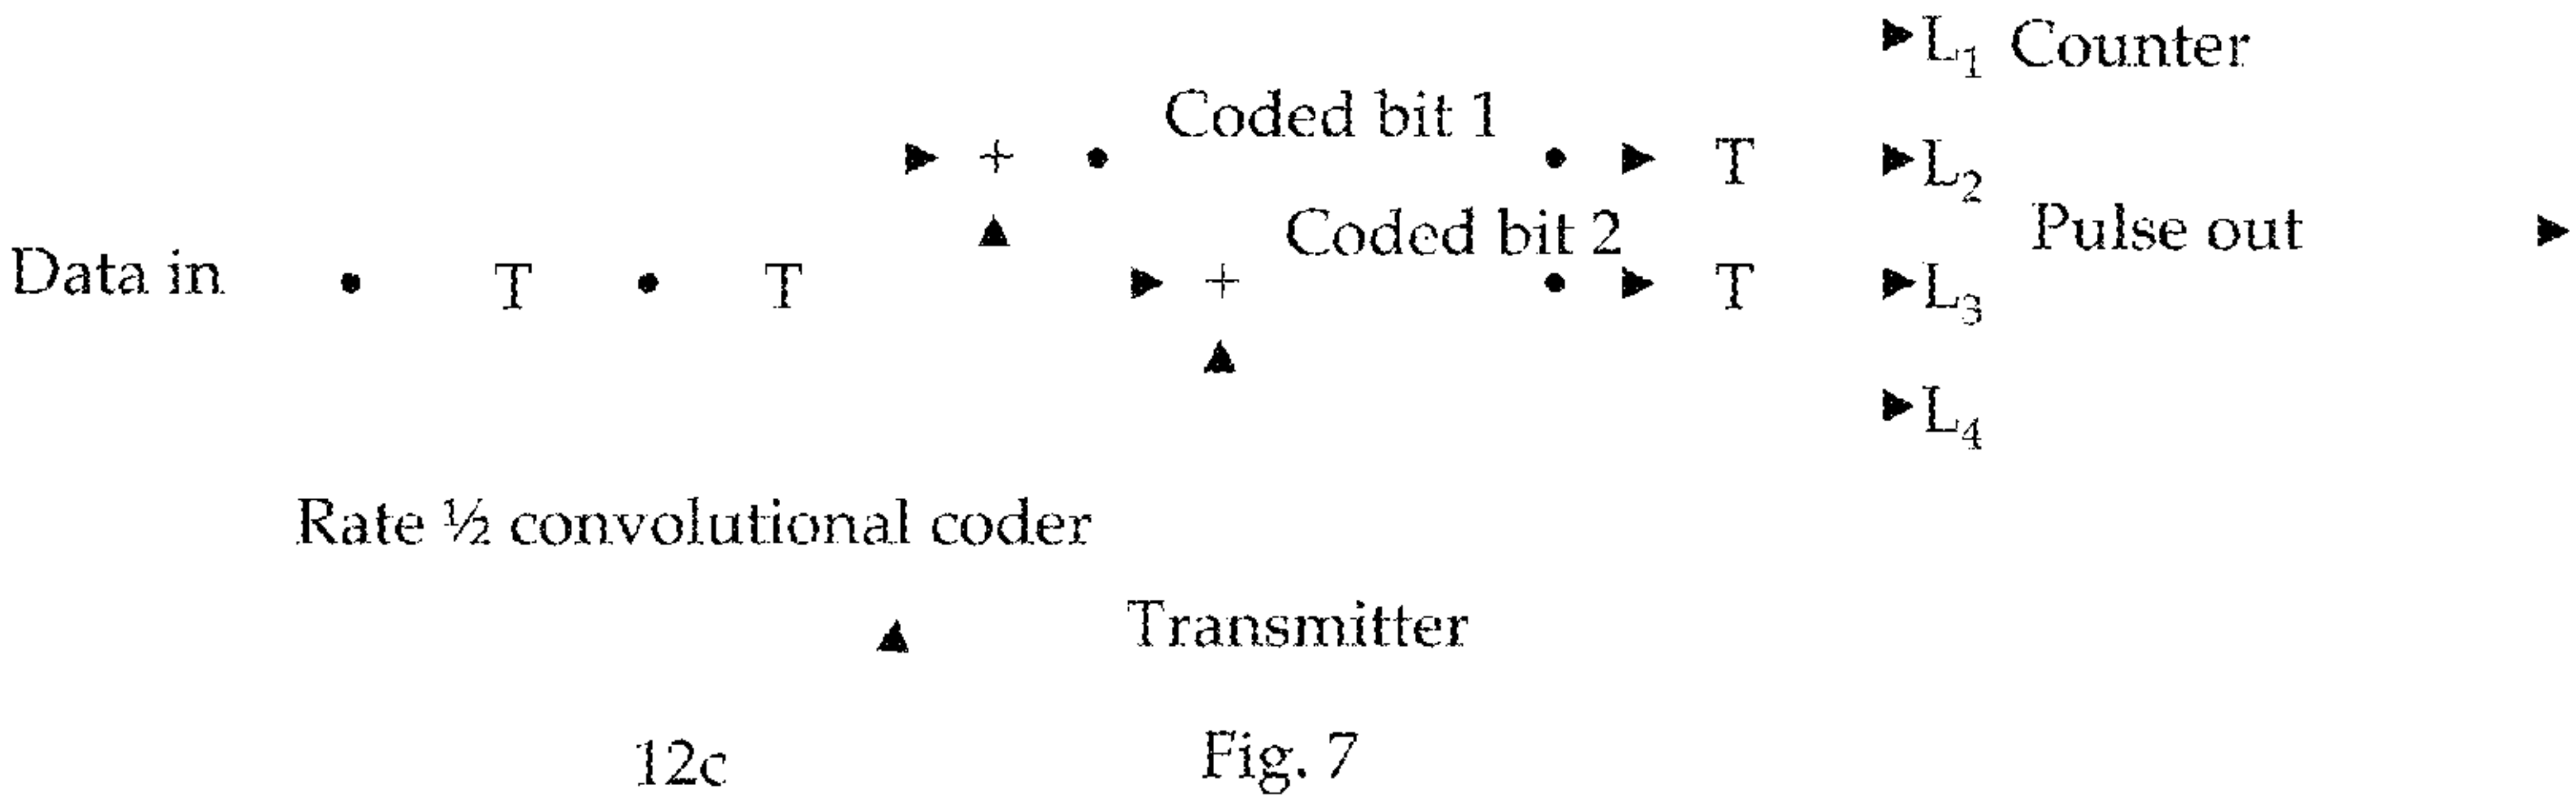 L₁ Counter
Coded bit 1
+ T L₂
Coded bit 2 Pulse out
Data in T T + T L₃
L₄
Rate ½ convolutional coder
Transmitter
12c Fig. 7